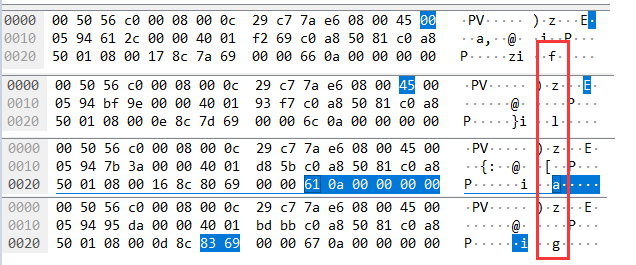 0000 00 50 56 c0 00 08 00 0c 29 c7 7a e6 08 00 45 00 ·PV·····)·z···E·
0010 05 94 61 2c 00 00 40 01 f2 69 c0 a8 50 81 c0 a8 ··a,··@··i··P···
0020 50 01 08 00 17 8c 7a 69 00 00 66 0a 00 00 00 00 P·····zi··f·····
0000 00 50 56 c0 00 08 00 0c 29 c7 7a e6 08 00 45 00 ·PV·····)·z···E·
0010 05 94 bf 9e 00 00 40 01 93 f7 c0 a8 50 81 c0 a8 ······@·····P···
0020 50 01 08 00 0e 8c 7d 69 00 00 6c 0a 00 00 00 00 P·····}i··l·····
0000 00 50 56 c0 00 08 00 0c 29 c7 7a e6 08 00 45 00 ·PV·····)·z···E·
0010 05 94 7b 3a 00 00 40 01 d8 5b c0 a8 50 81 c0 a8 ··{:··@··[··P···
0020 50 01 08 00 16 8c 80 69 00 00 61 0a 00 00 00 00 P······i··a·····
0000 00 50 56 c0 00 08 00 0c 29 c7 7a e6 08 00 45 00 ·PV·····)·z···E·
0010 05 94 95 da 00 00 40 01 bd bb c0 a8 50 81 c0 a8 ······@·····P···
0020 50 01 08 00 0d 8c 83 69 00 00 67 0a 00 00 00 00 P······i··g·····